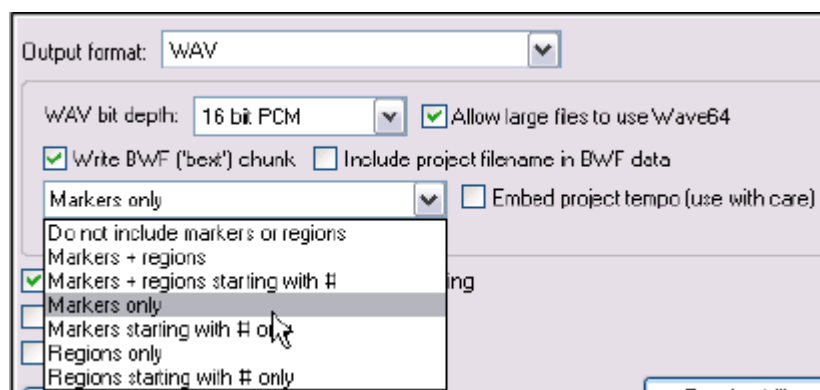 Output format: WAV
WAV bit depth: 16 bit PCM Allow large files to use Wave64
Write BWF ('bext') chunk Include project filename in BWF data
Markers only Embed project tempo (use with care)
Do not include markers or regions
Markers + regions
Markers + regions starting with # ing
Markers only
Markers starting with # only
Regions only
Regions starting with # only